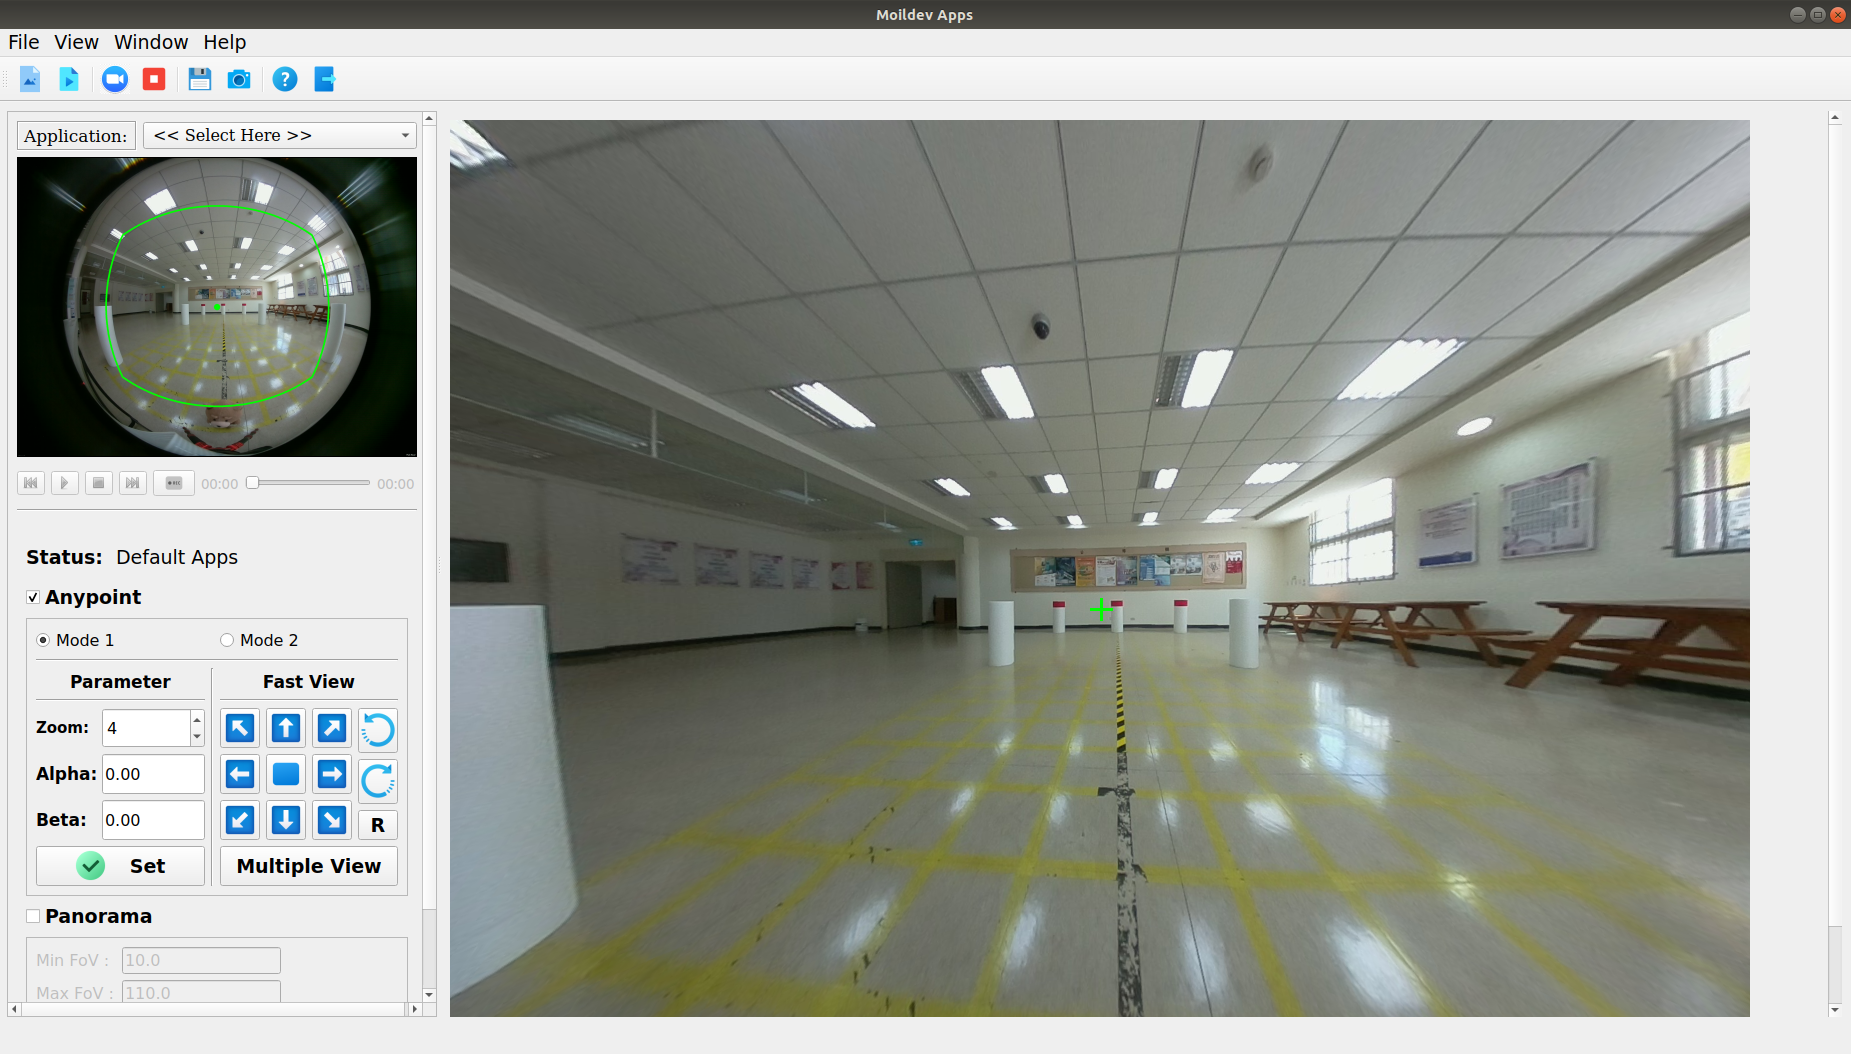 Moildev Apps
File View Window Help
Application: << Select Here >>
00:00 00:00
Status: Default Apps
Anypoint
Mode 1 Mode 2
Parameter Fast View
Zoom: 4
Alpha: 0.00
Beta: 0.00
R
Set Multiple View
Panorama
Min FoV : 10.0
Max FoV : 110.0